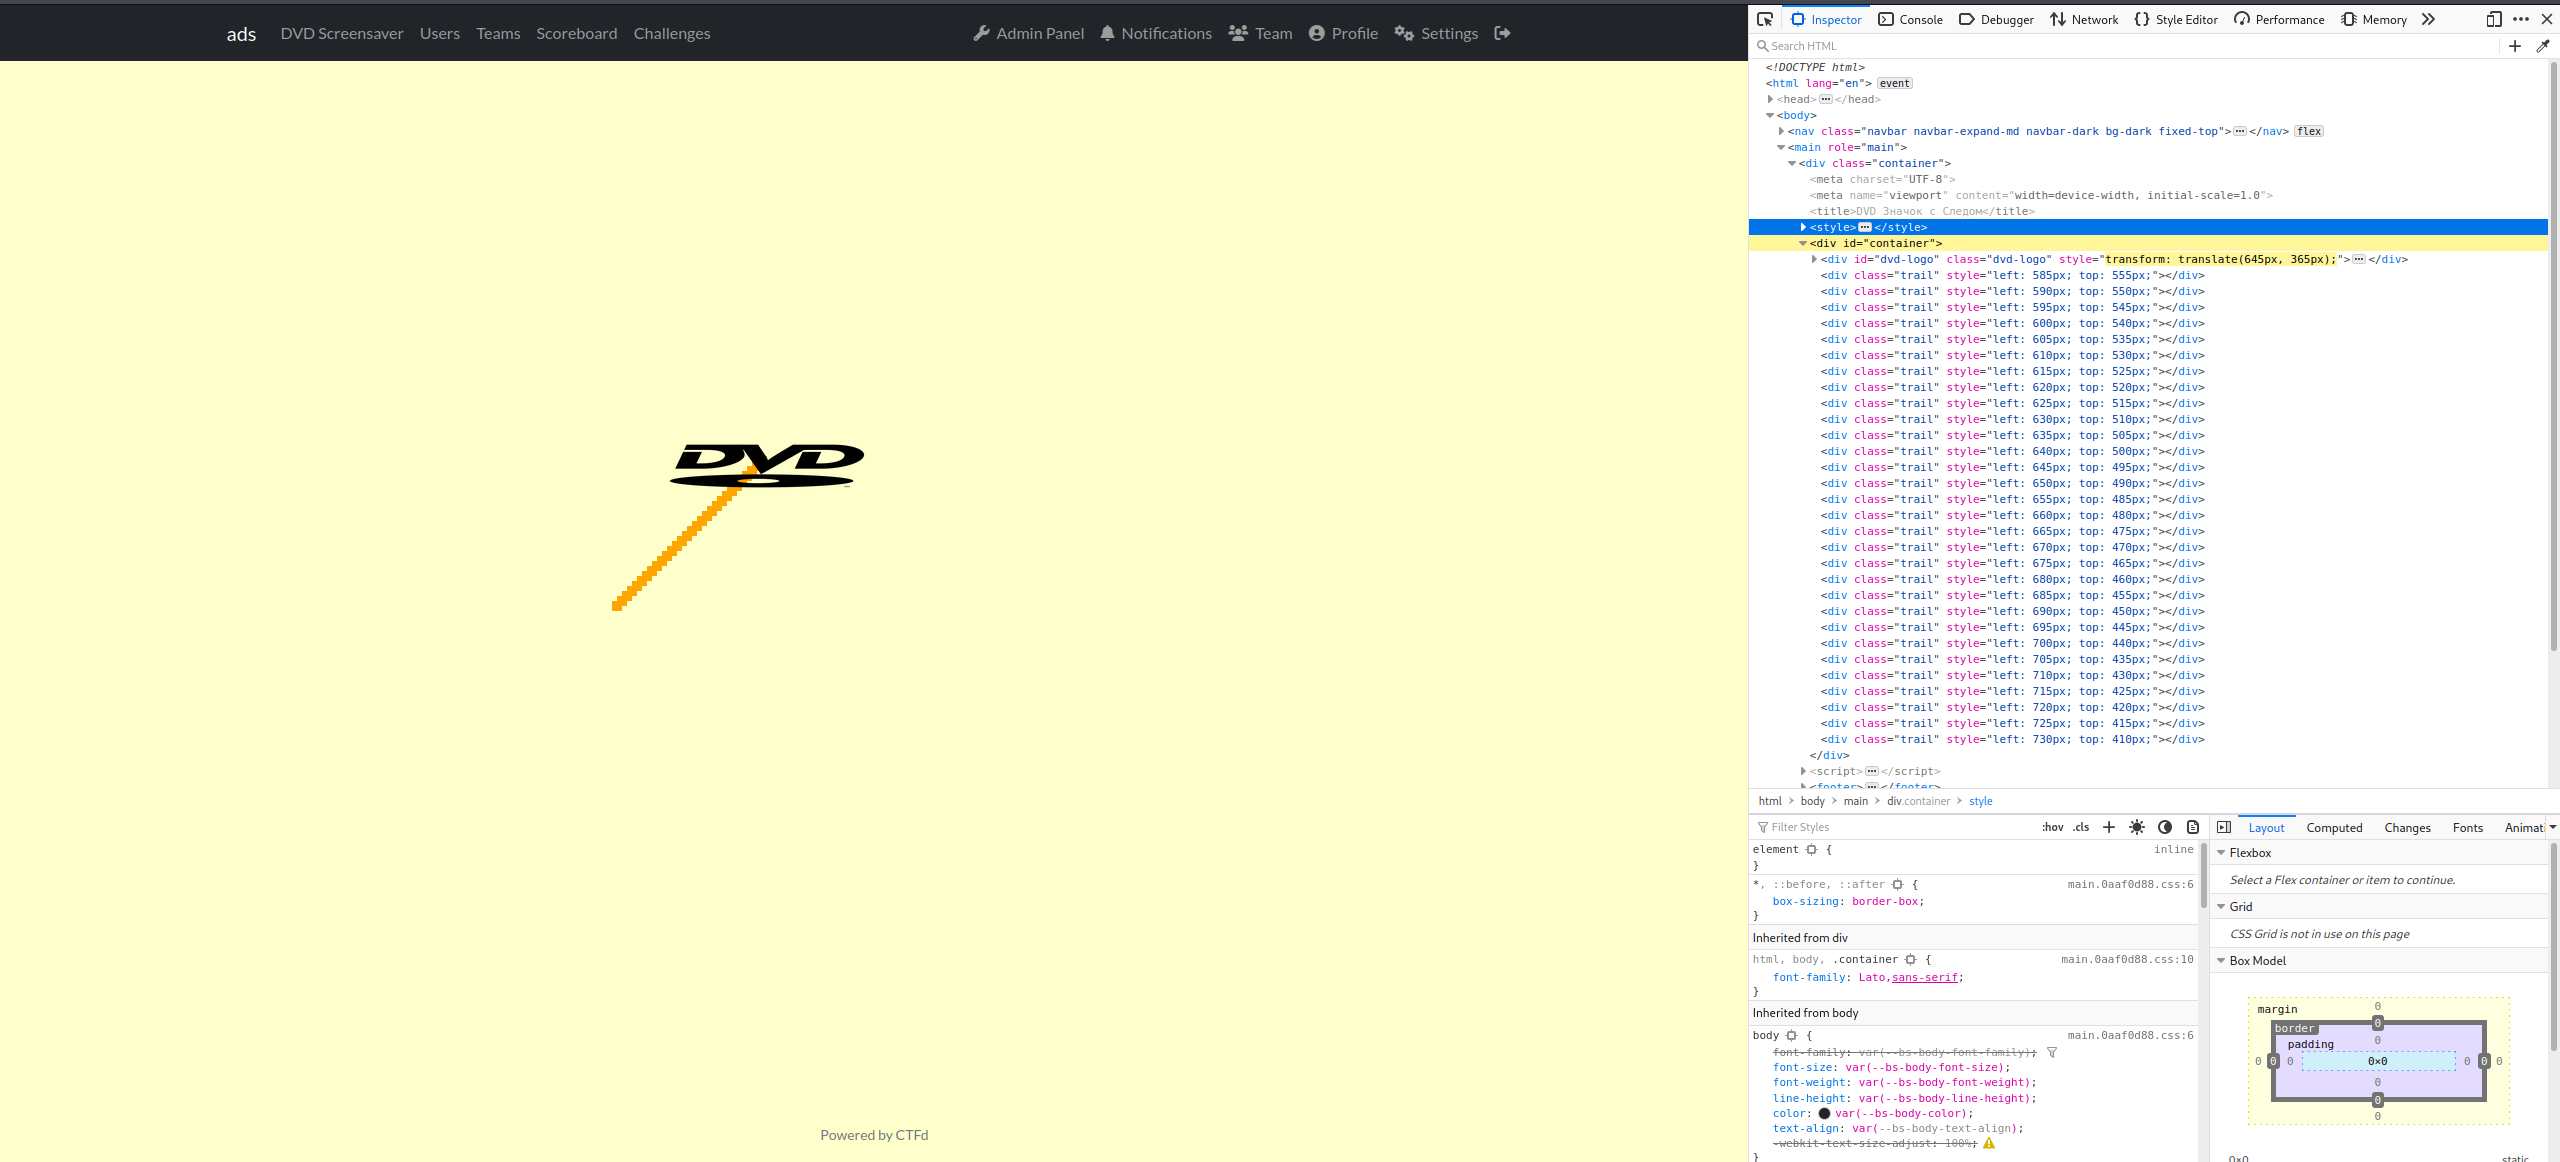 ads DVD Screensaver Users Teams Scoreboard Challenges Admin Panel Notifications Team Profile Settings
DVD
Powered by CTFd
Inspector Console Debugger Network Style Editor Performance Memory
Search HTML
<!DOCTYPE html>
<html lang="en"> event
<head> ··· </head>
<body>
<nav class="navbar navbar-expand-md navbar-dark bg-dark fixed-top"> ··· </nav> flex
<main role="main">
<div class="container">
<meta charset="UTF-8">
<meta name="viewport" content="width=device-width, initial-scale=1.0">
<title>DVD Значок с Следом</title>
<style> ··· </style>
<div id="container">
<div id="dvd-logo" class="dvd-logo" style="transform: translate(645px, 365px);"> ··· </div>
<div class="trail" style="left: 585px; top: 555px;"></div>
<div class="trail" style="left: 590px; top: 550px;"></div>
<div class="trail" style="left: 595px; top: 545px;"></div>
<div class="trail" style="left: 600px; top: 540px;"></div>
<div class="trail" style="left: 605px; top: 535px;"></div>
<div class="trail" style="left: 610px; top: 530px;"></div>
<div class="trail" style="left: 615px; top: 525px;"></div>
<div class="trail" style="left: 620px; top: 520px;"></div>
<div class="trail" style="left: 625px; top: 515px;"></div>
<div class="trail" style="left: 630px; top: 510px;"></div>
<div class="trail" style="left: 635px; top: 505px;"></div>
<div class="trail" style="left: 640px; top: 500px;"></div>
<div class="trail" style="left: 645px; top: 495px;"></div>
<div class="trail" style="left: 650px; top: 490px;"></div>
<div class="trail" style="left: 655px; top: 485px;"></div>
<div class="trail" style="left: 660px; top: 480px;"></div>
<div class="trail" style="left: 665px; top: 475px;"></div>
<div class="trail" style="left: 670px; top: 470px;"></div>
<div class="trail" style="left: 675px; top: 465px;"></div>
<div class="trail" style="left: 680px; top: 460px;"></div>
<div class="trail" style="left: 685px; top: 455px;"></div>
<div class="trail" style="left: 690px; top: 450px;"></div>
<div class="trail" style="left: 695px; top: 445px;"></div>
<div class="trail" style="left: 700px; top: 440px;"></div>
<div class="trail" style="left: 705px; top: 435px;"></div>
<div class="trail" style="left: 710px; top: 430px;"></div>
<div class="trail" style="left: 715px; top: 425px;"></div>
<div class="trail" style="left: 720px; top: 420px;"></div>
<div class="trail" style="left: 725px; top: 415px;"></div>
<div class="trail" style="left: 730px; top: 410px;"></div>
</div>
<script> ··· </script>
<footer> ··· </footer>
html > body > main > div.container > style
Filter Styles :hov .cls +
element { inline
}
*, ::before, ::after { main.0aaf0d88.css:6
box-sizing: border-box;
}
Inherited from div
html, body, .container { main.0aaf0d88.css:10
font-family: Lato,sans-serif;
}
Inherited from body
body { main.0aaf0d88.css:6
font-family: var(--bs-body-font-family);
font-size: var(--bs-body-font-size);
font-weight: var(--bs-body-font-weight);
line-height: var(--bs-body-line-height);
color: var(--bs-body-color);
text-align: var(--bs-body-text-align);
-webkit-text-size-adjust: 100%;
}
Layout Computed Changes Fonts Animati
Flexbox
Select a Flex container or item to continue.
Grid
CSS Grid is not in use on this page
Box Model
margin 0
border 0
padding 0
0 0 0 0×0 0 0 0
0
0
0
0×0 static